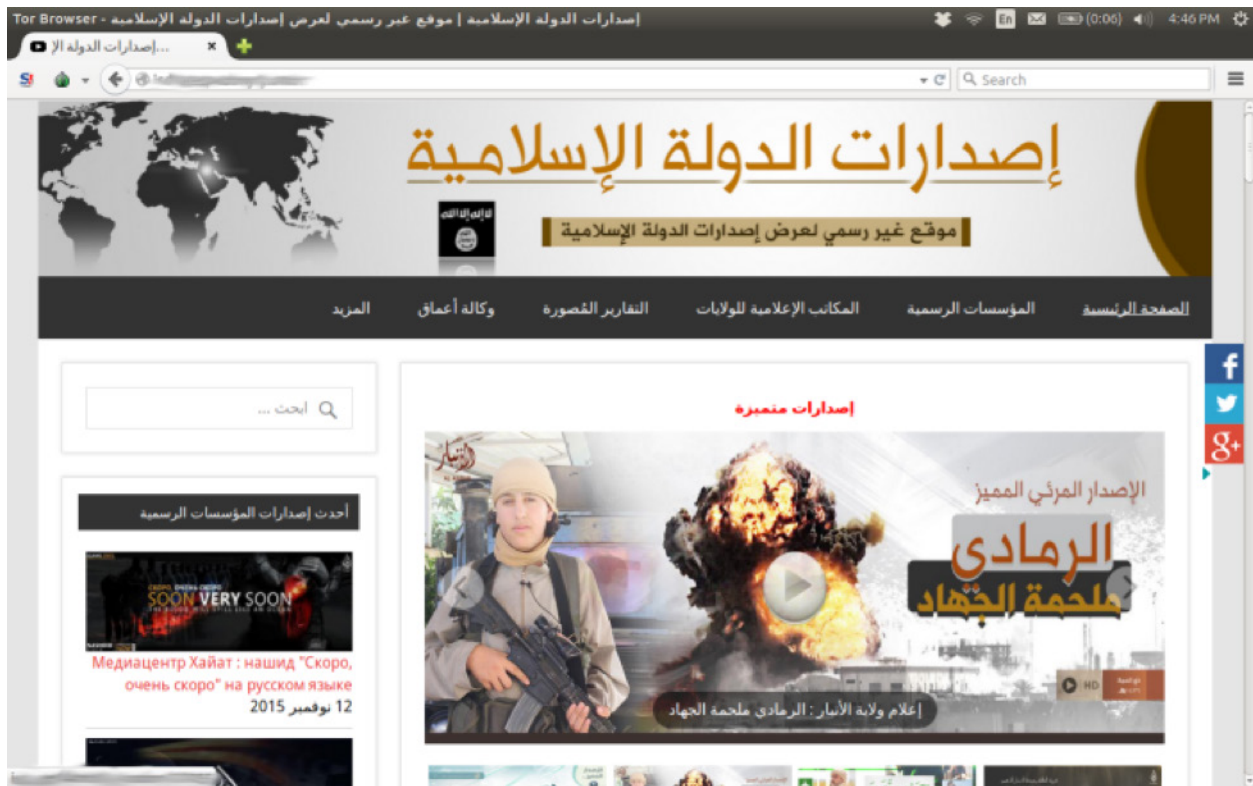 إصدارات الدولة الإسلامية | موقع غير رسمي لعرض إصدارات الدولة الإسلامية - Tor Browser
En
(0:06)
4:46 PM
إصدارات الدولة الإ...
S!
Search
إصدارات الدولة الإسلامية
موقع غير رسمي لعرض إصدارات الدولة الإسلامية
الصفحة الرئيسية
المؤسسات الرسمية
المكاتب الإعلامية للولايات
التقارير المُصورة
وكالة أعماق
المزيد
f
g+
ابحث ...
إصدارات متميزة
الأنبار
الإصدار المرئي المميز
الرمادي
ملحمة الجهاد
HD
إعلام ولاية الأنبار : الرمادي ملحمة الجهاد
أحدث إصدارات المؤسسات الرسمية
SOON VERY SOON
Медиацентр Хайат : нашид "Скоро,
очень скоро" на русском языке
12 نوفمبر 2015